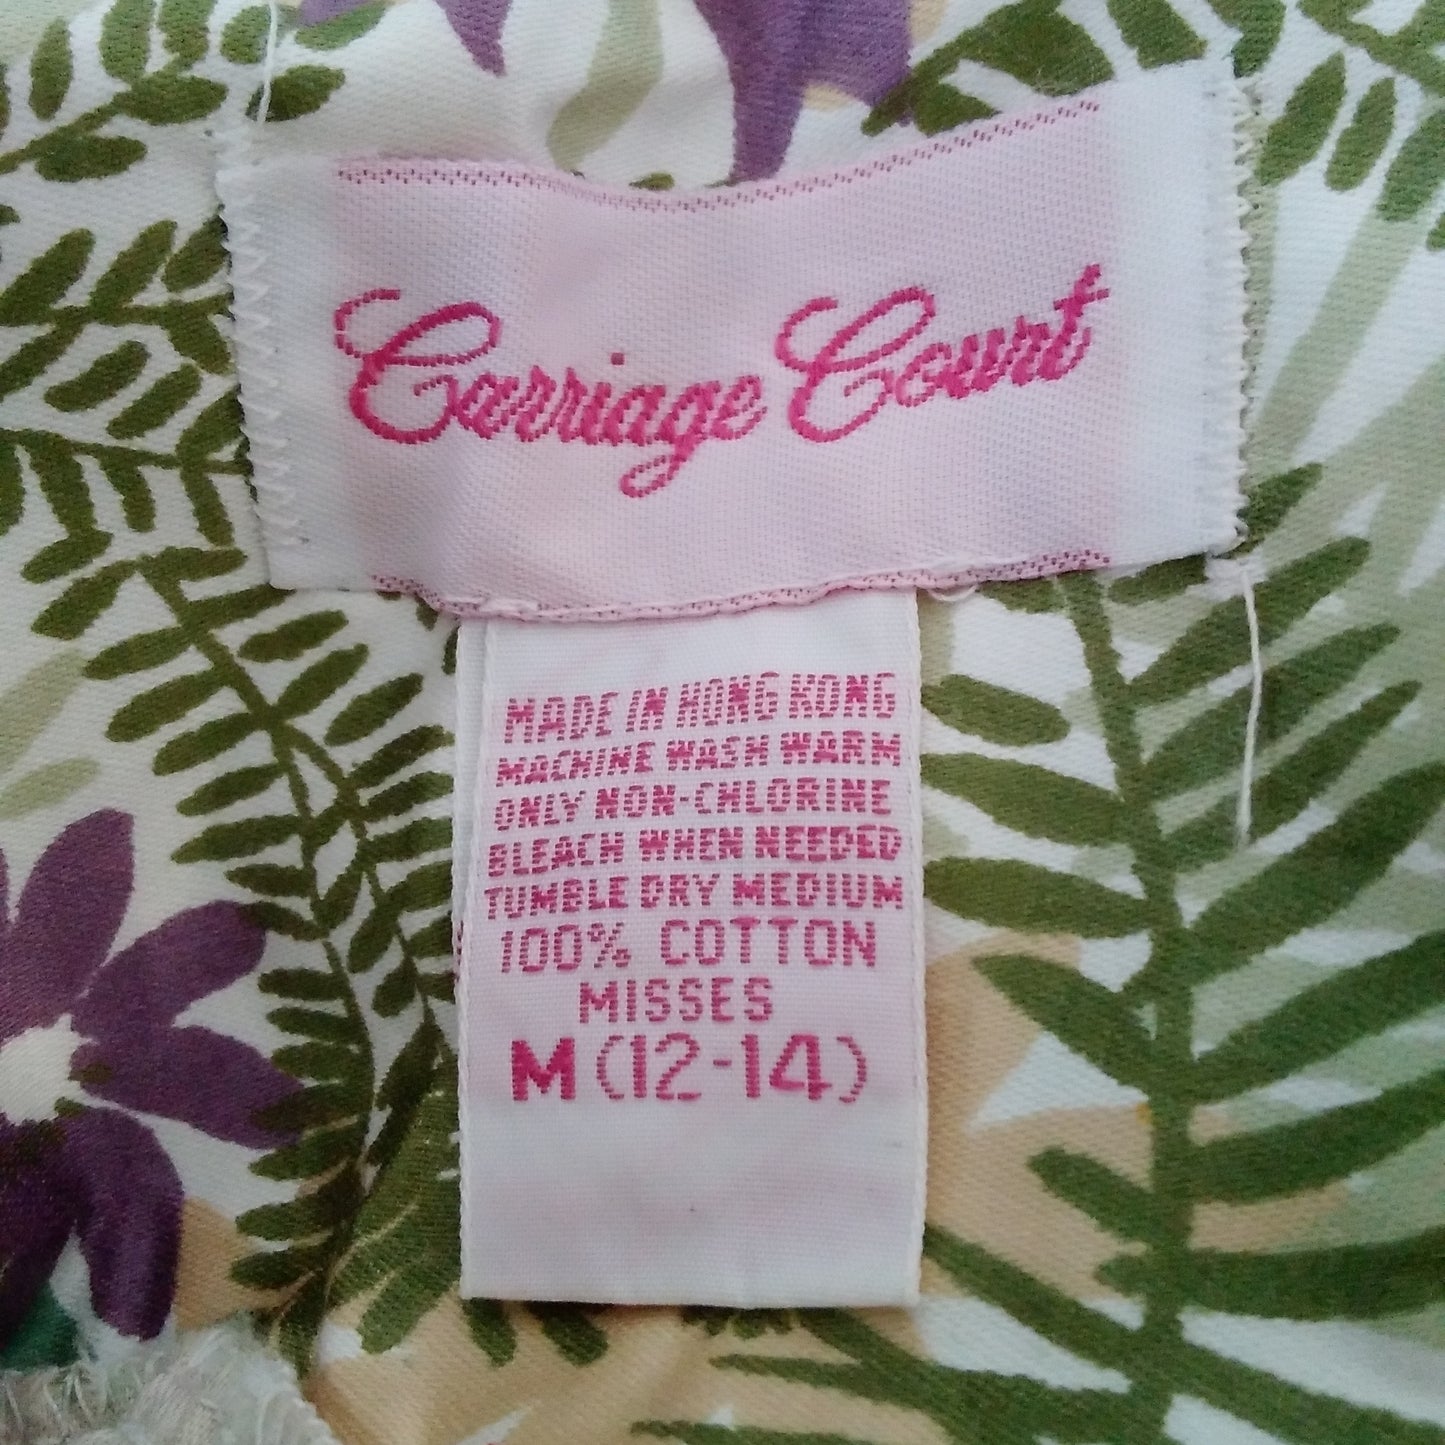 Carriage Court
MADE IN HONG KONG
MACHINE WASH WARM
ONLY NON-CHLORINE
BLEACH WHEN NEEDED
TUMBLE DRY MEDIUM
100% COTTON
MISSES
M (12-14)